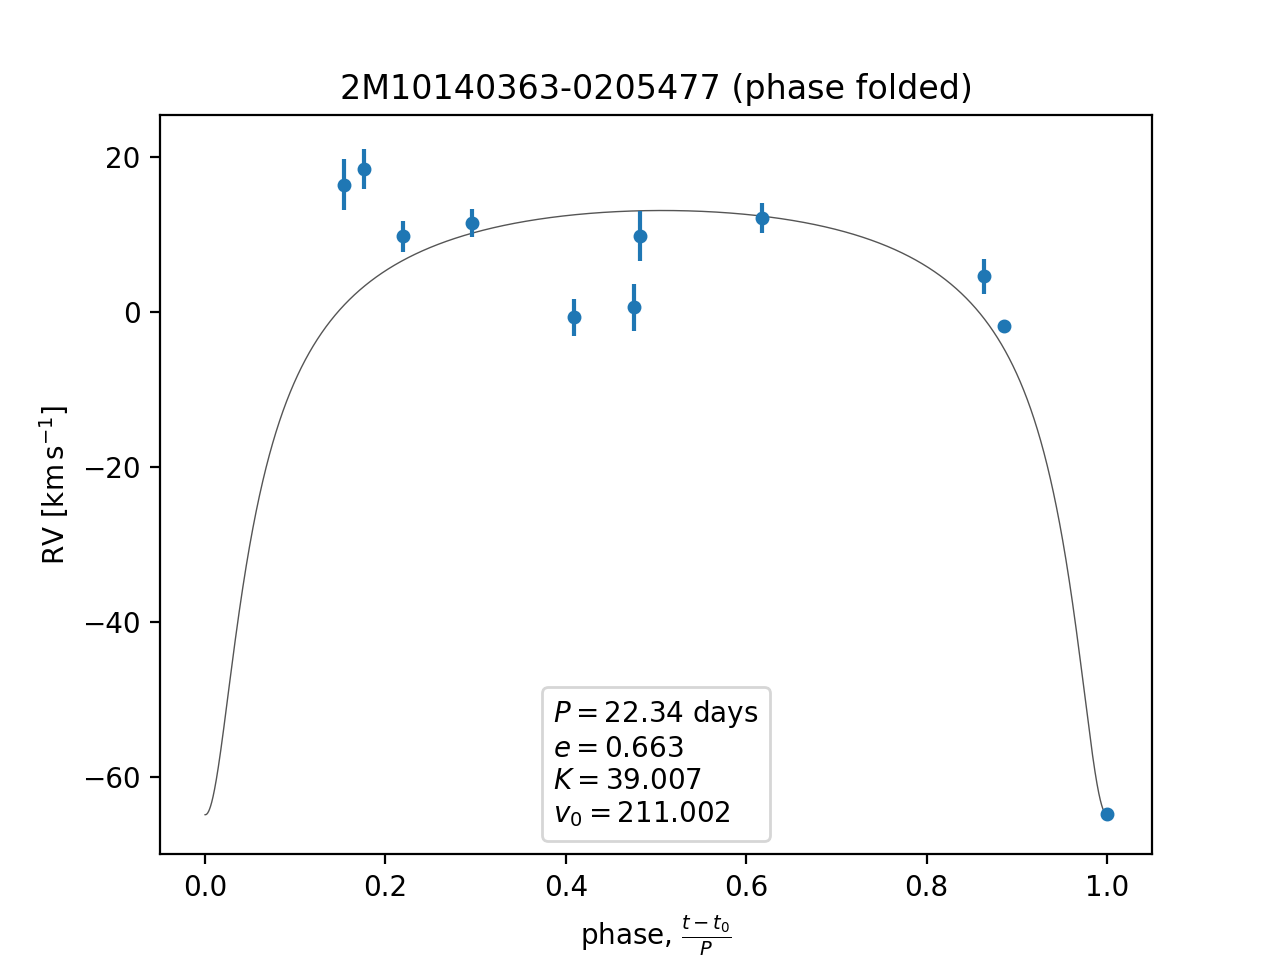 2M10140363-0205477 (phase folded)
20
0
−20
−40
−60
RV [km s⁻¹]
P = 22.34 days
e = 0.663
K = 39.007
v₀ = 211.002
0.0 0.2 0.4 0.6 0.8 1.0
phase, (t − t₀)/P